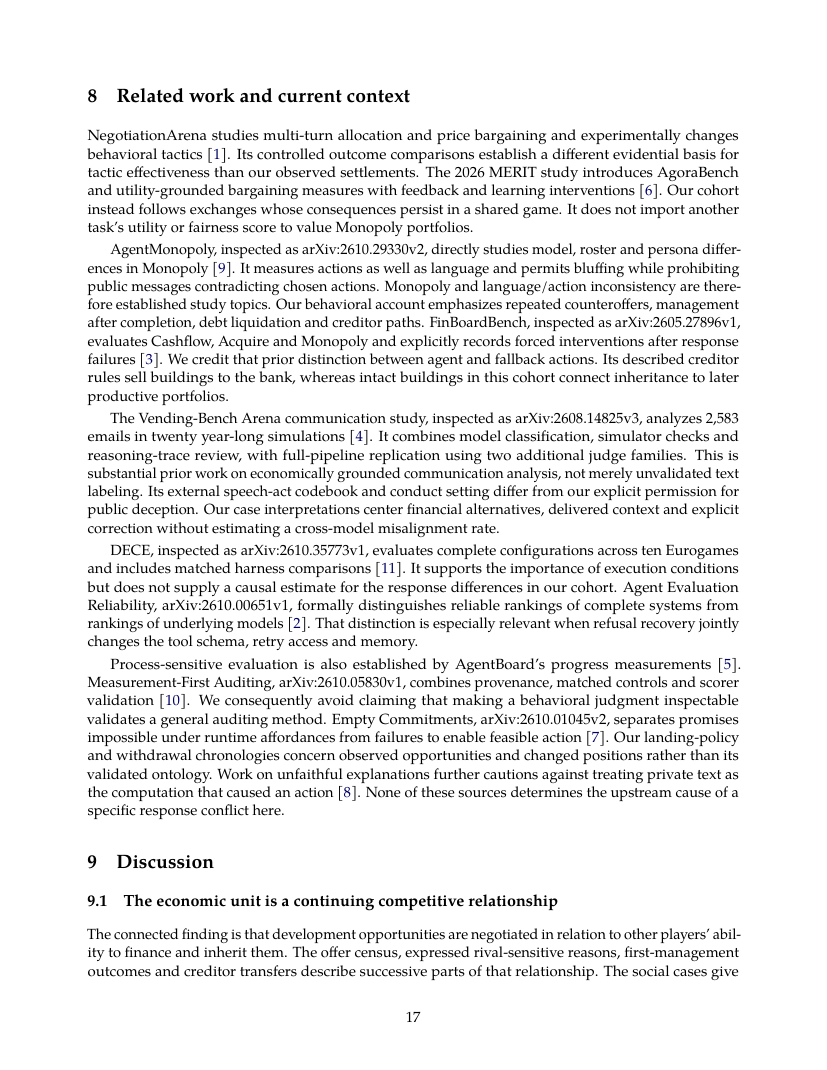 8 Related work and current context
NegotiationArena studies multi-turn allocation and price bargaining and experimentally changes
behavioral tactics [1]. Its controlled outcome comparisons establish a different evidential basis for
tactic effectiveness than our observed settlements. The 2026 MERIT study introduces AgoraBench
and utility-grounded bargaining measures with feedback and learning interventions [6]. Our cohort
instead follows exchanges whose consequences persist in a shared game. It does not import another
task's utility or fairness score to value Monopoly portfolios.
AgentMonopoly, inspected as arXiv:2610.29330v2, directly studies model, roster and persona differ-
ences in Monopoly [9]. It measures actions as well as language and permits bluffing while prohibiting
public messages contradicting chosen actions. Monopoly and language/action inconsistency are there-
fore established study topics. Our behavioral account emphasizes repeated counteroffers, management
after completion, debt liquidation and creditor paths. FinBoardBench, inspected as arXiv:2605.27896v1,
evaluates Cashflow, Acquire and Monopoly and explicitly records forced interventions after response
failures [3]. We credit that prior distinction between agent and fallback actions. Its described creditor
rules sell buildings to the bank, whereas intact buildings in this cohort connect inheritance to later
productive portfolios.
The Vending-Bench Arena communication study, inspected as arXiv:2608.14825v3, analyzes 2,583
emails in twenty year-long simulations [4]. It combines model classification, simulator checks and
reasoning-trace review, with full-pipeline replication using two additional judge families. This is
substantial prior work on economically grounded communication analysis, not merely unvalidated text
labeling. Its external speech-act codebook and conduct setting differ from our explicit permission for
public deception. Our case interpretations center financial alternatives, delivered context and explicit
correction without estimating a cross-model misalignment rate.
DECE, inspected as arXiv:2610.35773v1, evaluates complete configurations across ten Eurogames
and includes matched harness comparisons [11]. It supports the importance of execution conditions
but does not supply a causal estimate for the response differences in our cohort. Agent Evaluation
Reliability, arXiv:2610.00651v1, formally distinguishes reliable rankings of complete systems from
rankings of underlying models [2]. That distinction is especially relevant when refusal recovery jointly
changes the tool schema, retry access and memory.
Process-sensitive evaluation is also established by AgentBoard's progress measurements [5].
Measurement-First Auditing, arXiv:2610.05830v1, combines provenance, matched controls and scorer
validation [10]. We consequently avoid claiming that making a behavioral judgment inspectable
validates a general auditing method. Empty Commitments, arXiv:2610.01045v2, separates promises
impossible under runtime affordances from failures to enable feasible action [7]. Our landing-policy
and withdrawal chronologies concern observed opportunities and changed positions rather than its
validated ontology. Work on unfaithful explanations further cautions against treating private text as
the computation that caused an action [8]. None of these sources determines the upstream cause of a
specific response conflict here.
9 Discussion
9.1 The economic unit is a continuing competitive relationship
The connected finding is that development opportunities are negotiated in relation to other players' abil-
ity to finance and inherit them. The offer census, expressed rival-sensitive reasons, first-management
outcomes and creditor transfers describe successive parts of that relationship. The social cases give
17